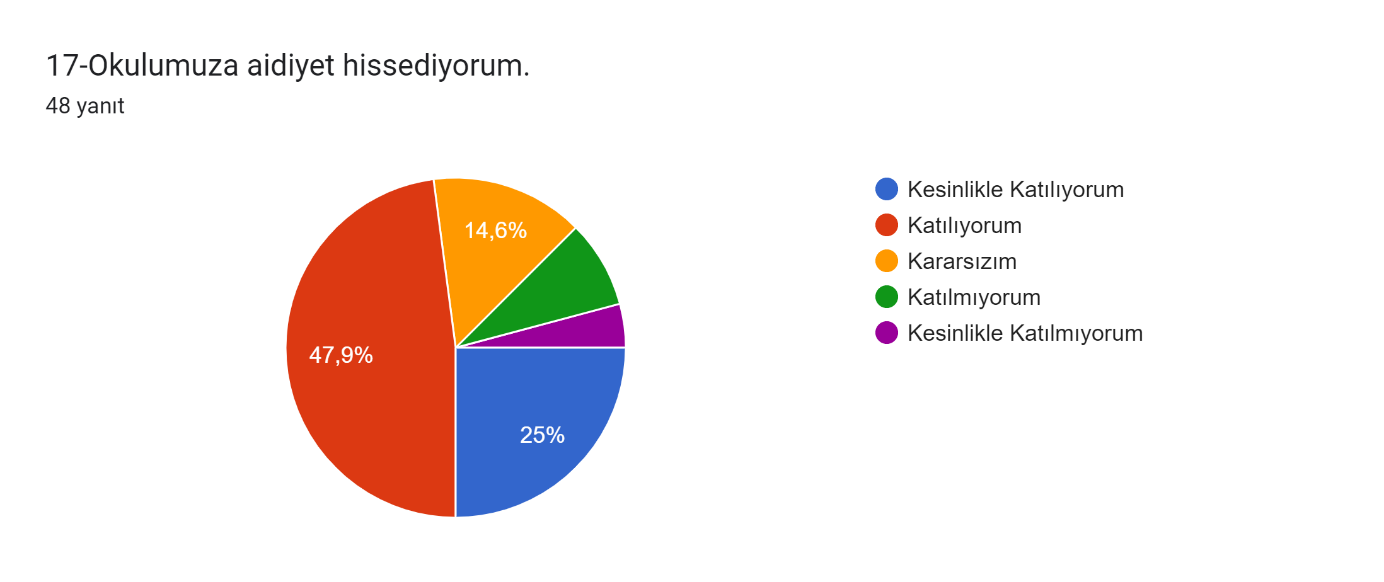 17-Okulumuza aidiyet hissediyorum.
48 yanıt
14,6%
47,9%
25%
Kesinlikle Katılıyorum
Katılıyorum
Kararsızım
Katılmıyorum
Kesinlikle Katılmıyorum